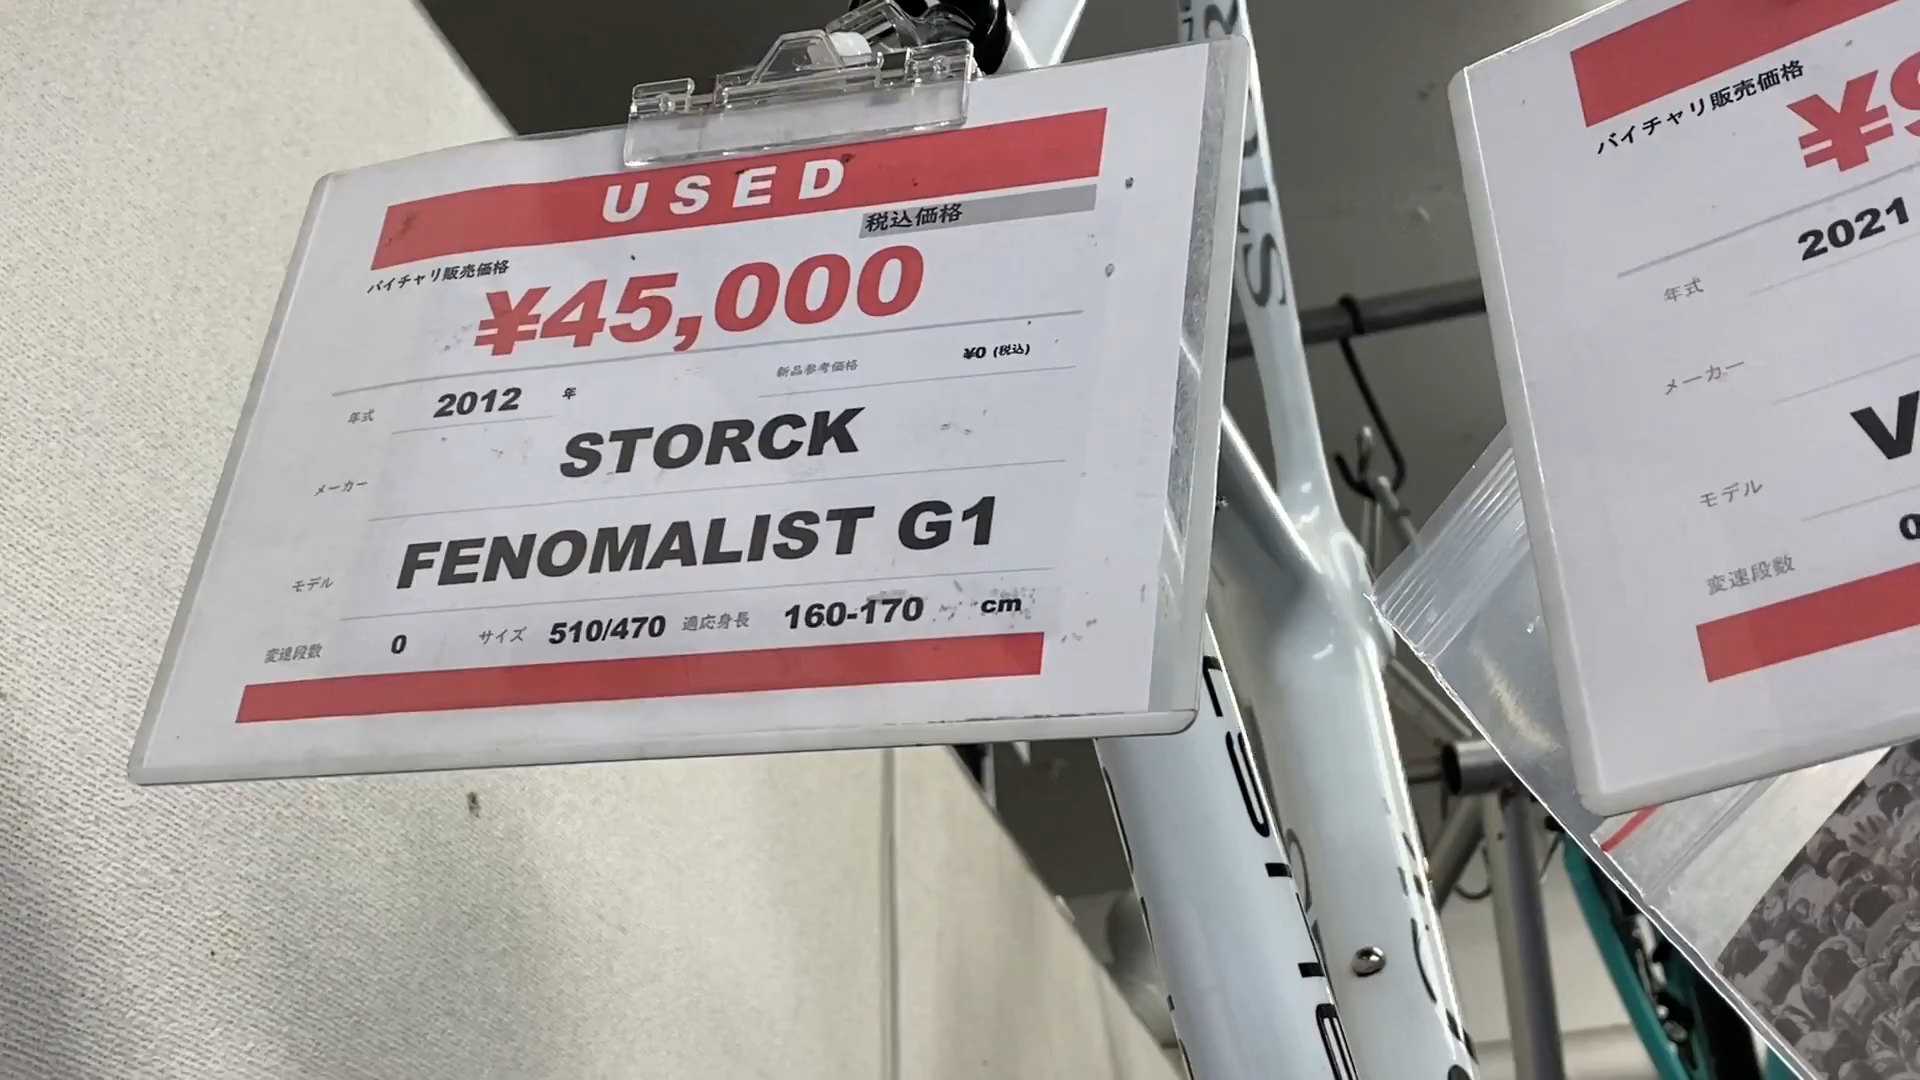 USED
税込価格
バイチャリ販売価格
¥45,000
新品参考価格 ¥0 (税込)
年式 2012 年
メーカー STORCK
モデル FENOMALIST G1
変速段数 0 サイズ 510/470 適応身長 160-170 cm
バイチャリ販売価格
年式 2021
メーカー
モデル
変速段数 0